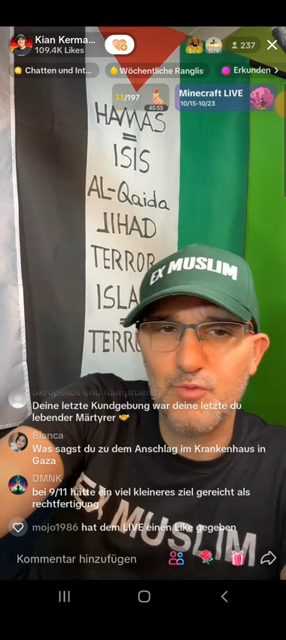 Kian Kerma...
109.4K Likes
237
Chatten und Int...
Wöchentliche Ranglis
Erkunden
33/197
45:55
Minecraft LIVE
10/15-10/23
HAMAS
=
ISIS
AL-Qaida
JIHAD
TERROR
ISLA
TERR
EX MUSLIM
Deine letzte Kundgebung war deine letzte du
lebender Märtyrer 🤝
Bianca
Was sagst du zu dem Anschlag im Krankenhaus in
Gaza
DMNK
bei 9/11 hätte ein viel kleineres ziel gereicht als
rechtfertigung
EX MUSLIM
mojo1986 hat dem LIVE einen Like gegeben
Kommentar hinzufügen